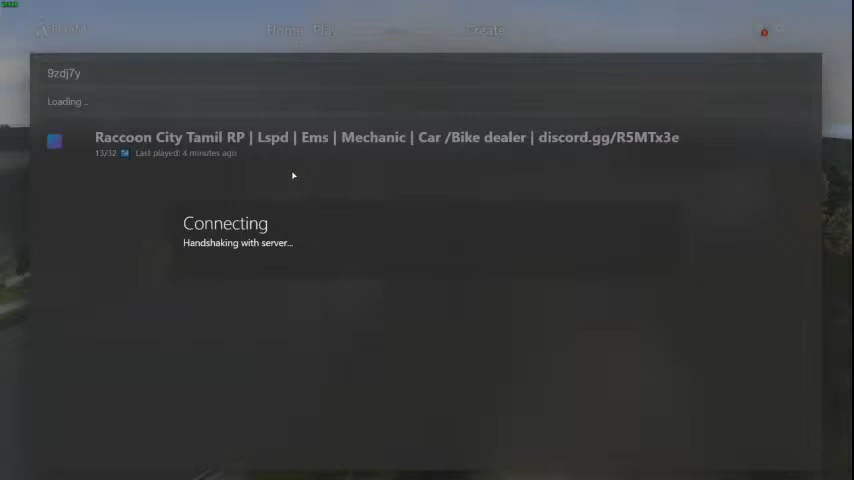 Home
Play
Create
9zdj7y
Loading ..
Raccoon City Tamil RP | Lspd | Ems | Mechanic | Car /Bike dealer | discord.gg/R5MTx3e
13/32
Last played: 4 minutes ago
Connecting
Handshaking with server...